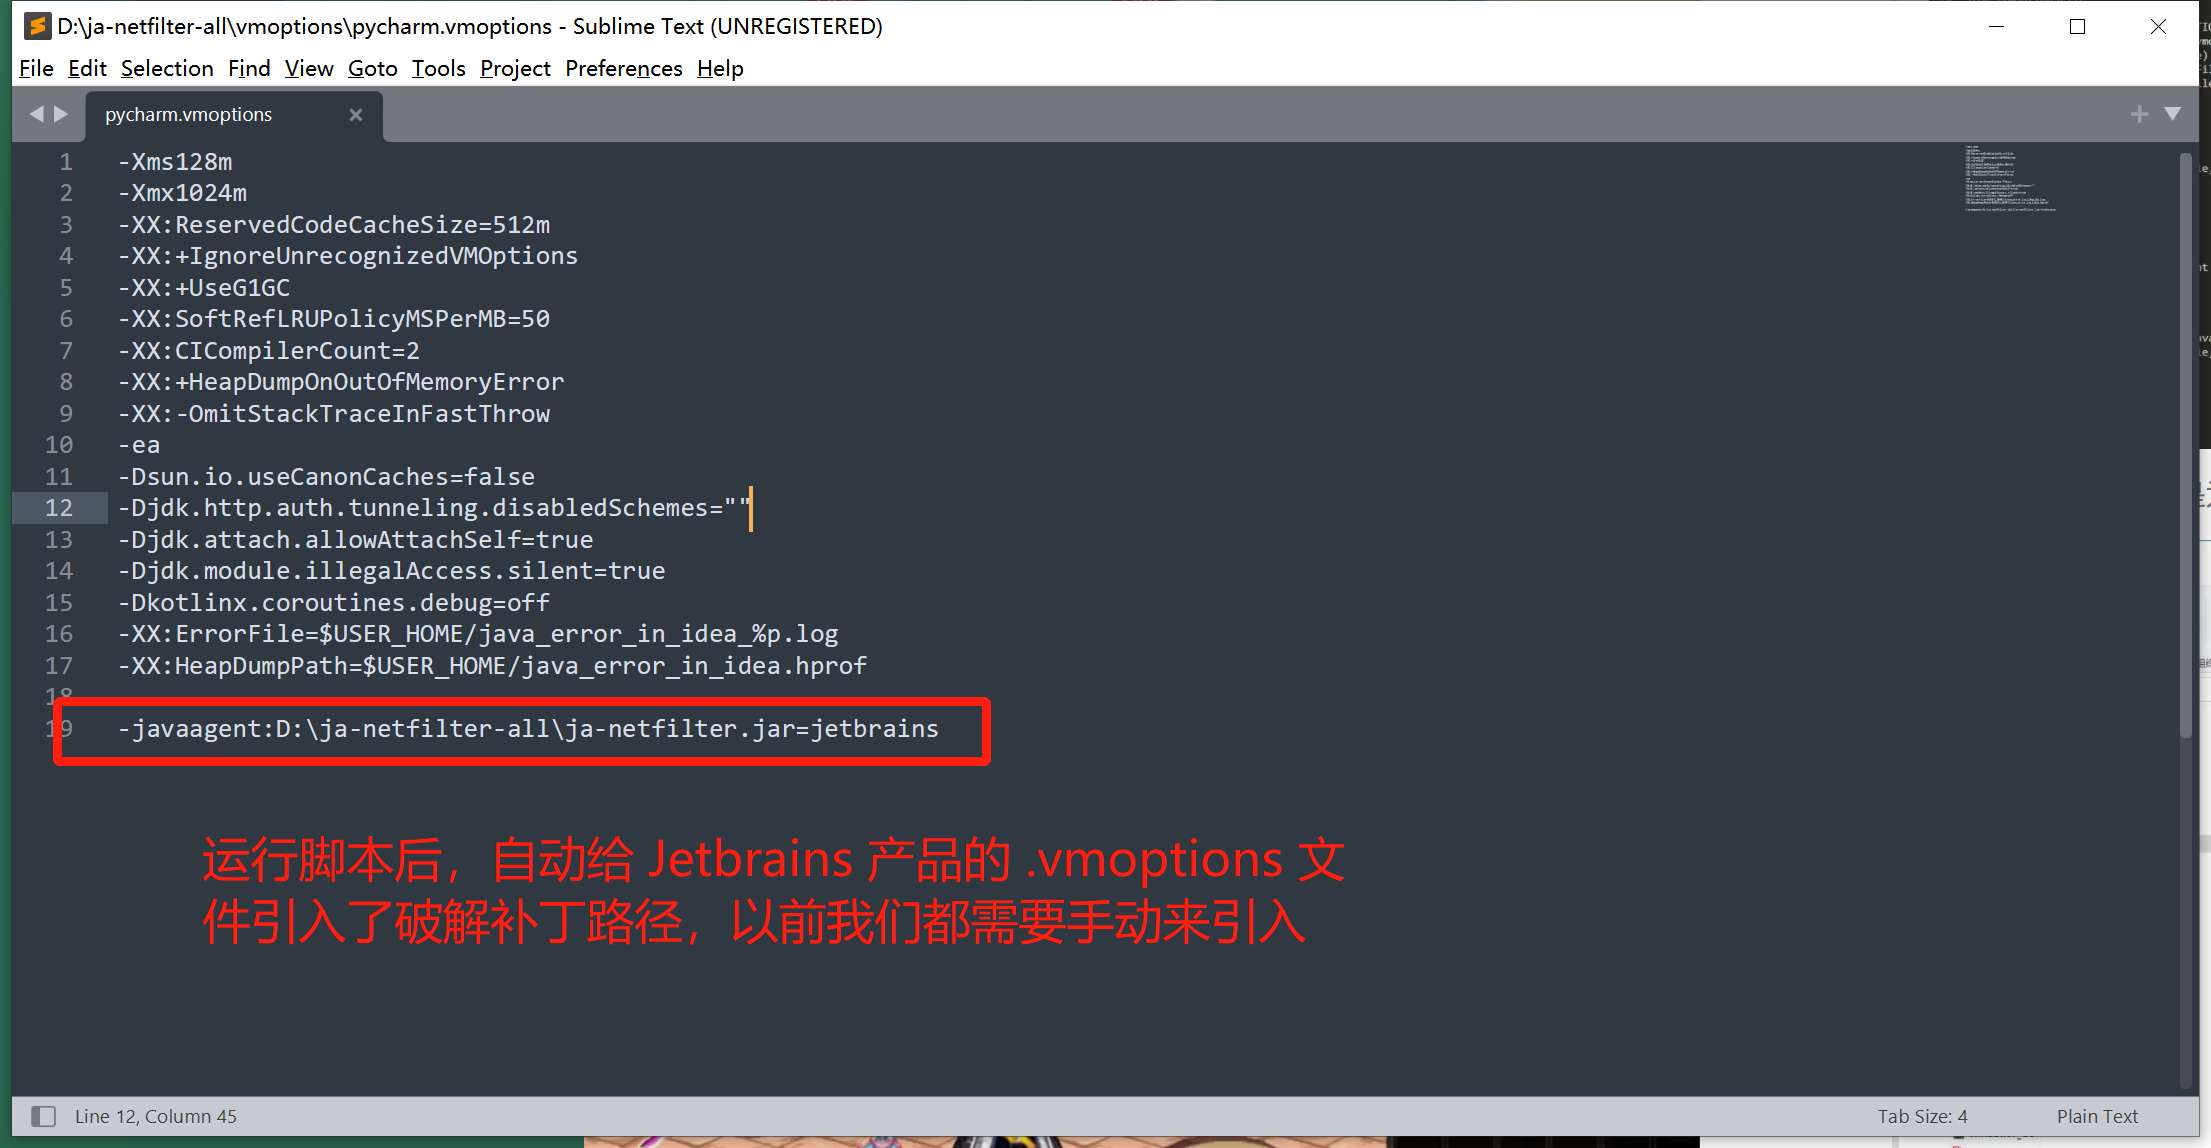 D:\ja-netfilter-all\vmoptions\pycharm.vmoptions - Sublime Text (UNREGISTERED)
File Edit Selection Find View Goto Tools Project Preferences Help
pycharm.vmoptions
1 -Xms128m
2 -Xmx1024m
3 -XX:ReservedCodeCacheSize=512m
4 -XX:+IgnoreUnrecognizedVMOptions
5 -XX:+UseG1GC
6 -XX:SoftRefLRUPolicyMSPerMB=50
7 -XX:CICompilerCount=2
8 -XX:+HeapDumpOnOutOfMemoryError
9 -XX:-OmitStackTraceInFastThrow
10 -ea
11 -Dsun.io.useCanonCaches=false
12 -Djdk.http.auth.tunneling.disabledSchemes=""
13 -Djdk.attach.allowAttachSelf=true
14 -Djdk.module.illegalAccess.silent=true
15 -Dkotlinx.coroutines.debug=off
16 -XX:ErrorFile=$USER_HOME/java_error_in_idea_%p.log
17 -XX:HeapDumpPath=$USER_HOME/java_error_in_idea.hprof
18
19 -javaagent:D:\ja-netfilter-all\ja-netfilter.jar=jetbrains
运行脚本后，自动给 Jetbrains 产品的 .vmoptions 文
件引入了破解补丁路径，以前我们都需要手动来引入
Line 12, Column 45
Tab Size: 4
Plain Text